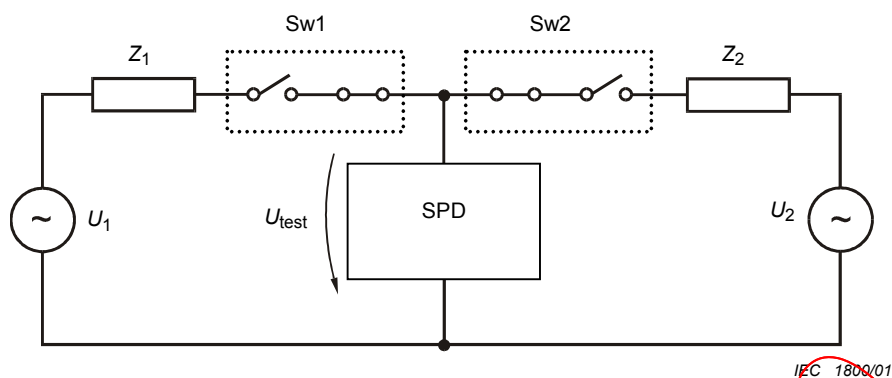 Sw1
Sw2
Z1
Z2
U1
~
Utest
SPD
U2
~
IEC 1800/01